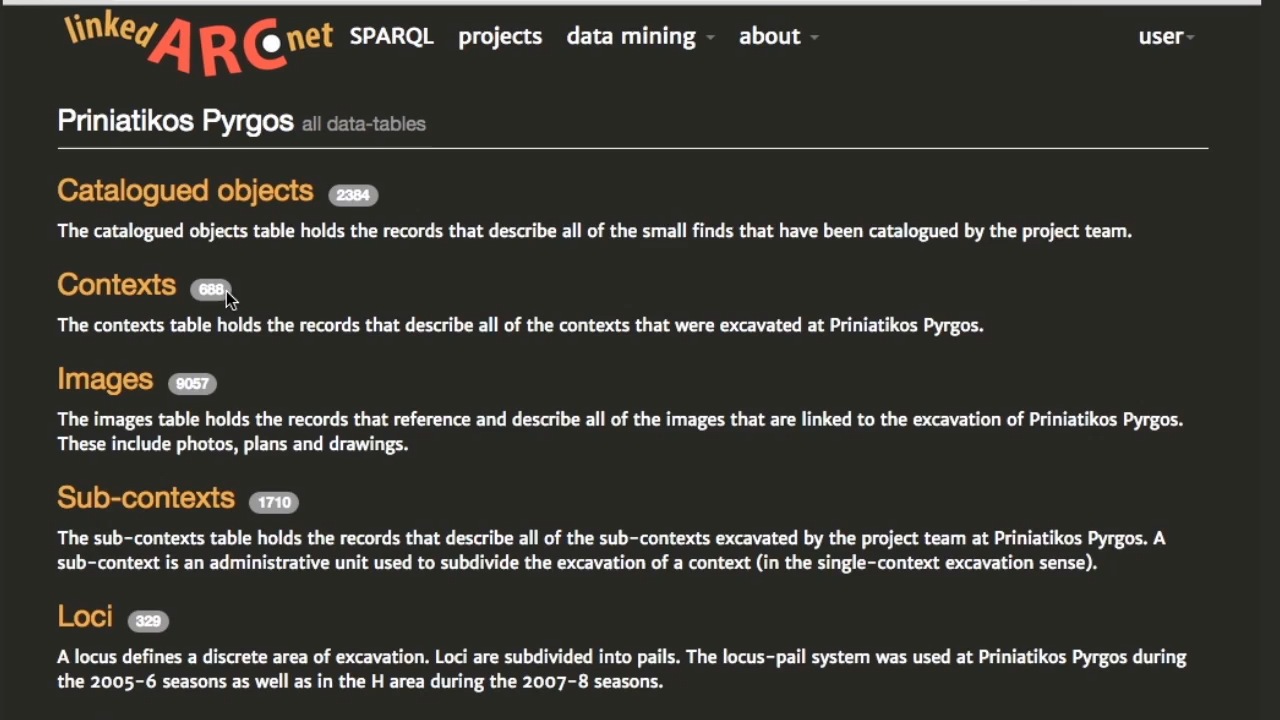 linkedARCnet SPARQL projects data mining about user
Priniatikos Pyrgos all data-tables
Catalogued objects 2384
The catalogued objects table holds the records that describe all of the small finds that have been catalogued by the project team.
Contexts 688
The contexts table holds the records that describe all of the contexts that were excavated at Priniatikos Pyrgos.
Images 9057
The images table holds the records that reference and describe all of the images that are linked to the excavation of Priniatikos Pyrgos.
These include photos, plans and drawings.
Sub-contexts 1710
The sub-contexts table holds the records that describe all of the sub-contexts excavated by the project team at Priniatikos Pyrgos. A
sub-context is an administrative unit used to subdivide the excavation of a context (in the single-context excavation sense).
Loci 329
A locus defines a discrete area of excavation. Loci are subdivided into pails. The locus-pail system was used at Priniatikos Pyrgos during
the 2005-6 seasons as well as in the H area during the 2007-8 seasons.